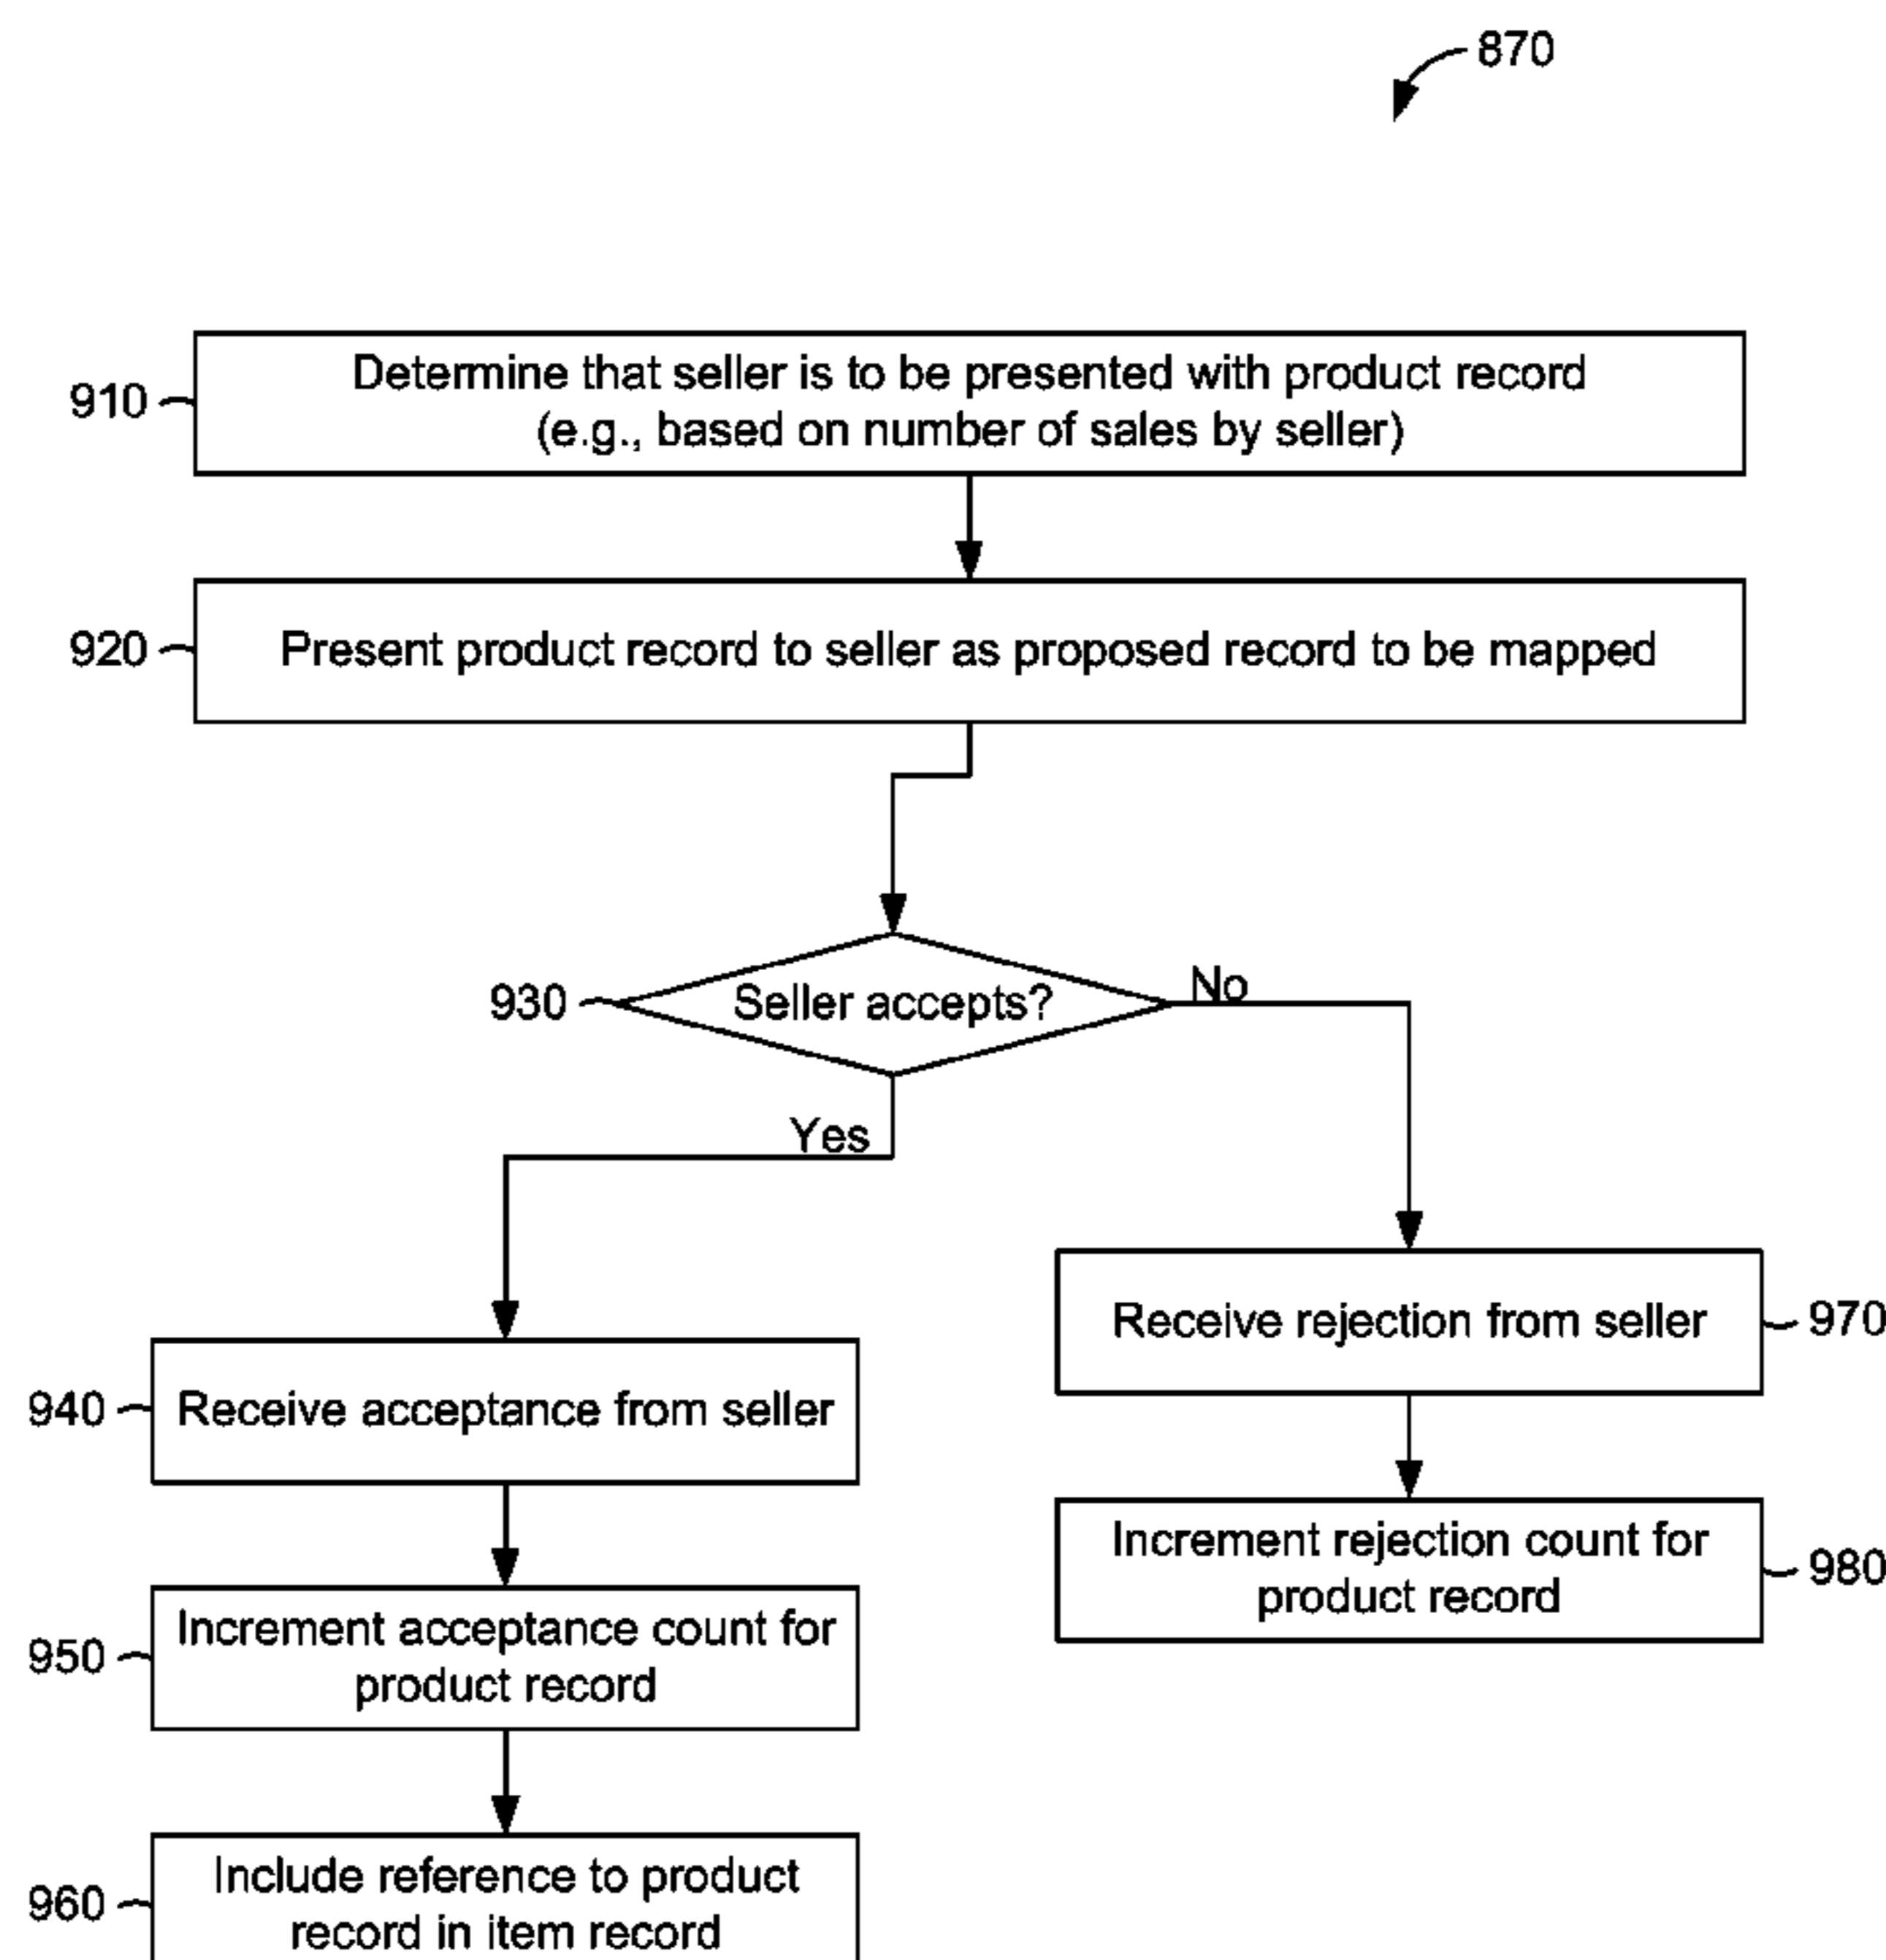 870
910
Determine that seller is to be presented with product record
(e.g., based on number of sales by seller)
920
Present product record to seller as proposed record to be mapped
930
Seller accepts?
No
Yes
940
Receive acceptance from seller
950
Increment acceptance count for
product record
960
Include reference to product
record in item record
Receive rejection from seller
970
Increment rejection count for
product record
980